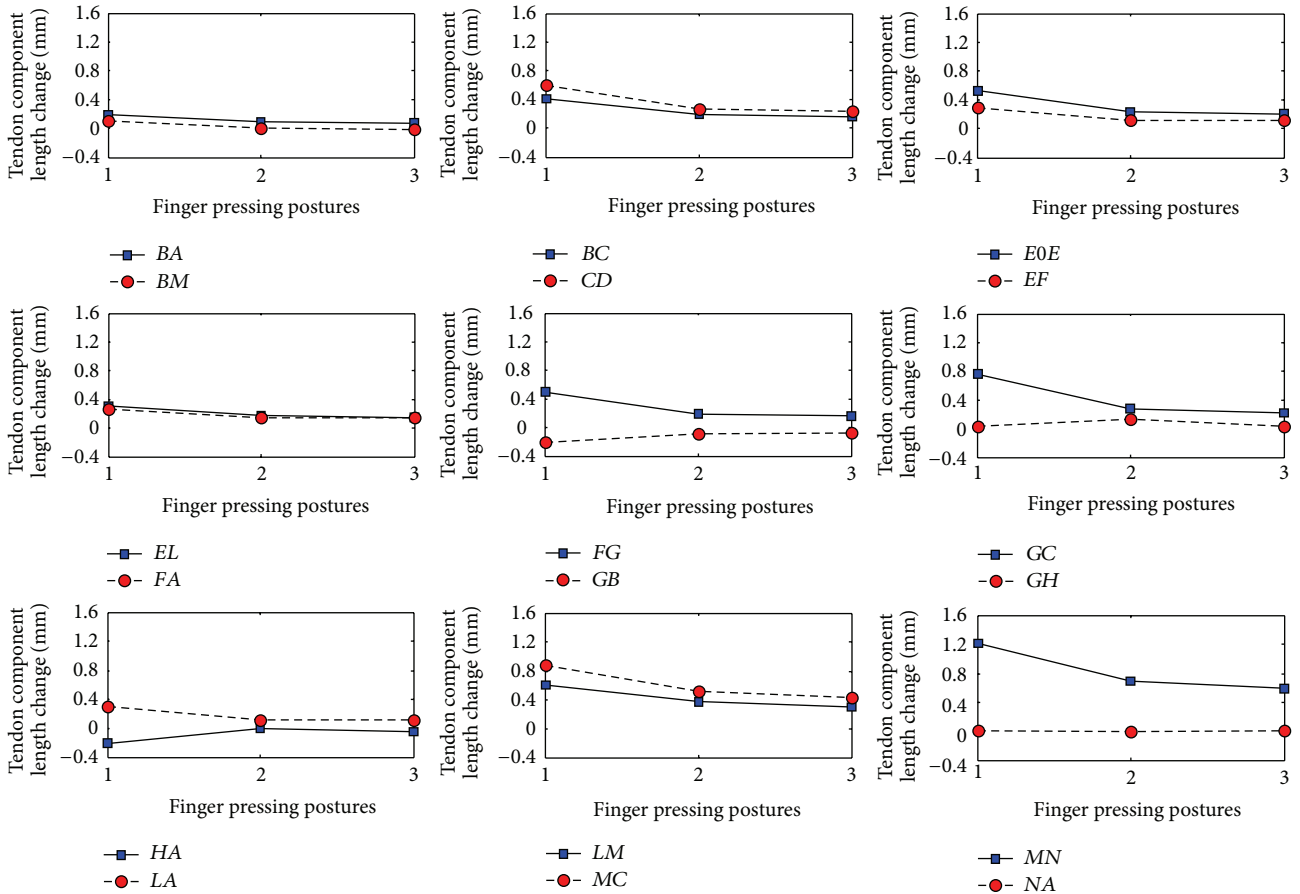 Tendon component
length change (mm)
1.6
1.2
0.8
0.4
0
−0.4
1 2 3
Finger pressing postures
BA
BM
Tendon component
length change (mm)
1.6
1.2
0.8
0.4
0
−0.4
1 2 3
Finger pressing postures
BC
CD
Tendon component
length change (mm)
1.6
1.2
0.8
0.4
0
−0.4
1 2 3
Finger pressing postures
E0E
EF
Tendon component
length change (mm)
1.6
1.2
0.8
0.4
0
−0.4
1 2 3
Finger pressing postures
EL
FA
Tendon component
length change (mm)
1.6
1.2
0.8
0.4
0
−0.4
1 2 3
Finger pressing postures
FG
GB
Tendon component
length change (mm)
1.6
1.2
0.8
0.4
0
−0.4
1 2 3
Finger pressing postures
GC
GH
Tendon component
length change (mm)
1.6
1.2
0.8
0.4
0
−0.4
1 2 3
Finger pressing postures
HA
LA
Tendon component
length change (mm)
1.6
1.2
0.8
0.4
0
−0.4
1 2 3
Finger pressing postures
LM
MC
Tendon component
length change (mm)
1.6
1.2
0.8
0.4
0
−0.4
1 2 3
Finger pressing postures
MN
NA